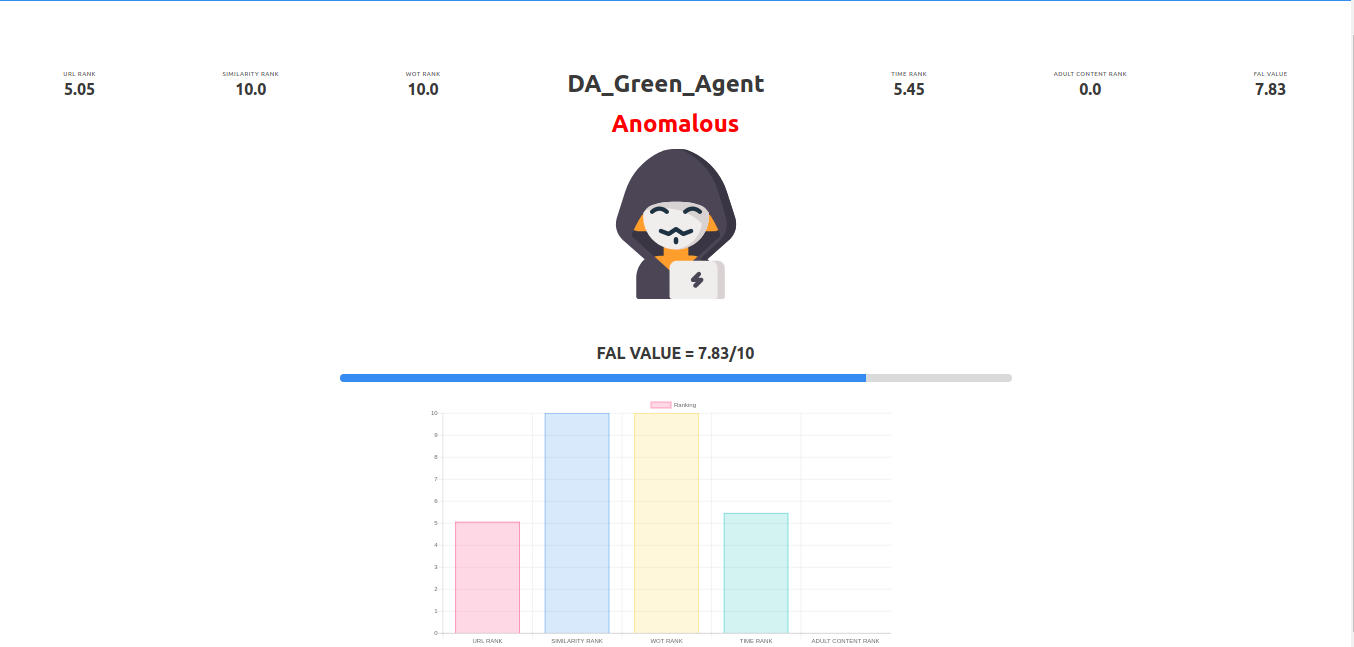 URL RANK
5.05
SIMILARITY RANK
10.0
WOT RANK
10.0
DA_Green_Agent
Anomalous
TIME RANK
5.45
ADULT CONTENT RANK
0.0
FAL VALUE
7.83
FAL VALUE = 7.83/10
Ranking
10
9
8
7
6
5
4
3
2
1
0
URL RANK SIMILARITY RANK WOT RANK TIME RANK ADULT CONTENT RANK